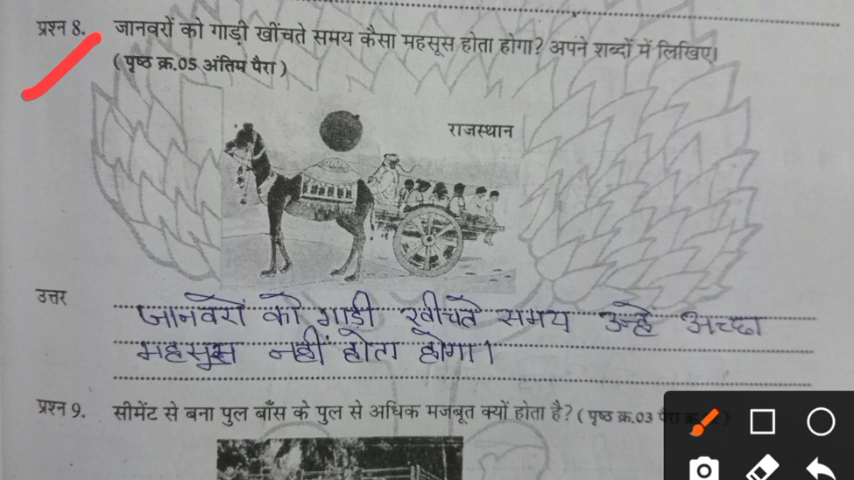 प्रश्न 8. जानवरों को गाड़ी खींचते समय कैसा महसूस होता होगा? अपने शब्दों में लिखिए।
( पृष्ठ क्र.05 अंतिम पैरा )
राजस्थान
उत्तर
जानवरों को गाडी खीचते समय उन्हे अच्छा
महसूस नहीं होता होगा।
प्रश्न 9. सीमेंट से बना पुल बाँस के पुल से अधिक मजबूत क्यों होता है? ( पृष्ठ क्र.03